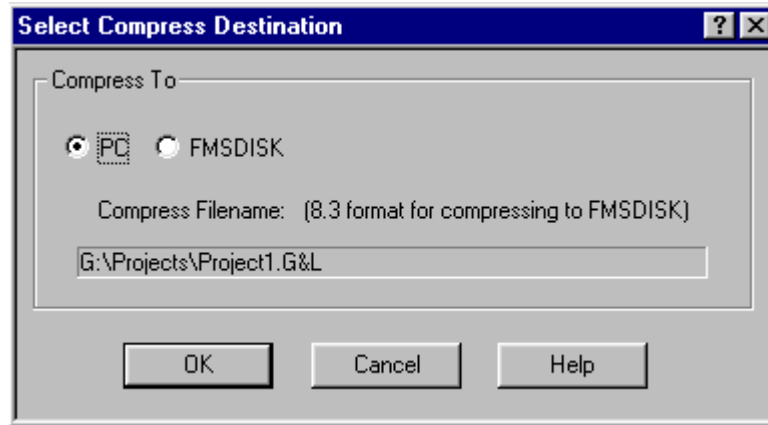 Select Compress Destination
Compress To
PC FMSDISK
Compress Filename: (8.3 format for compressing to FMSDISK)
G:\Projects\Project1.G&L
OK Cancel Help